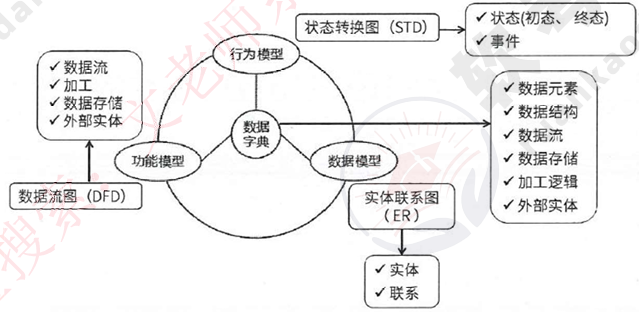 状态转换图（STD）
✓ 状态(初态、 终态)
✓ 事件
行为模型
✓ 数据流
✓ 加工
✓ 数据存储
✓ 外部实体
数据
字典
✓ 数据元素
✓ 数据结构
✓ 数据流
✓ 数据存储
✓ 加工逻辑
✓ 外部实体
功能模型
数据模型
数据流图（DFD）
实体联系图
（ER）
✓ 实体
✓ 联系